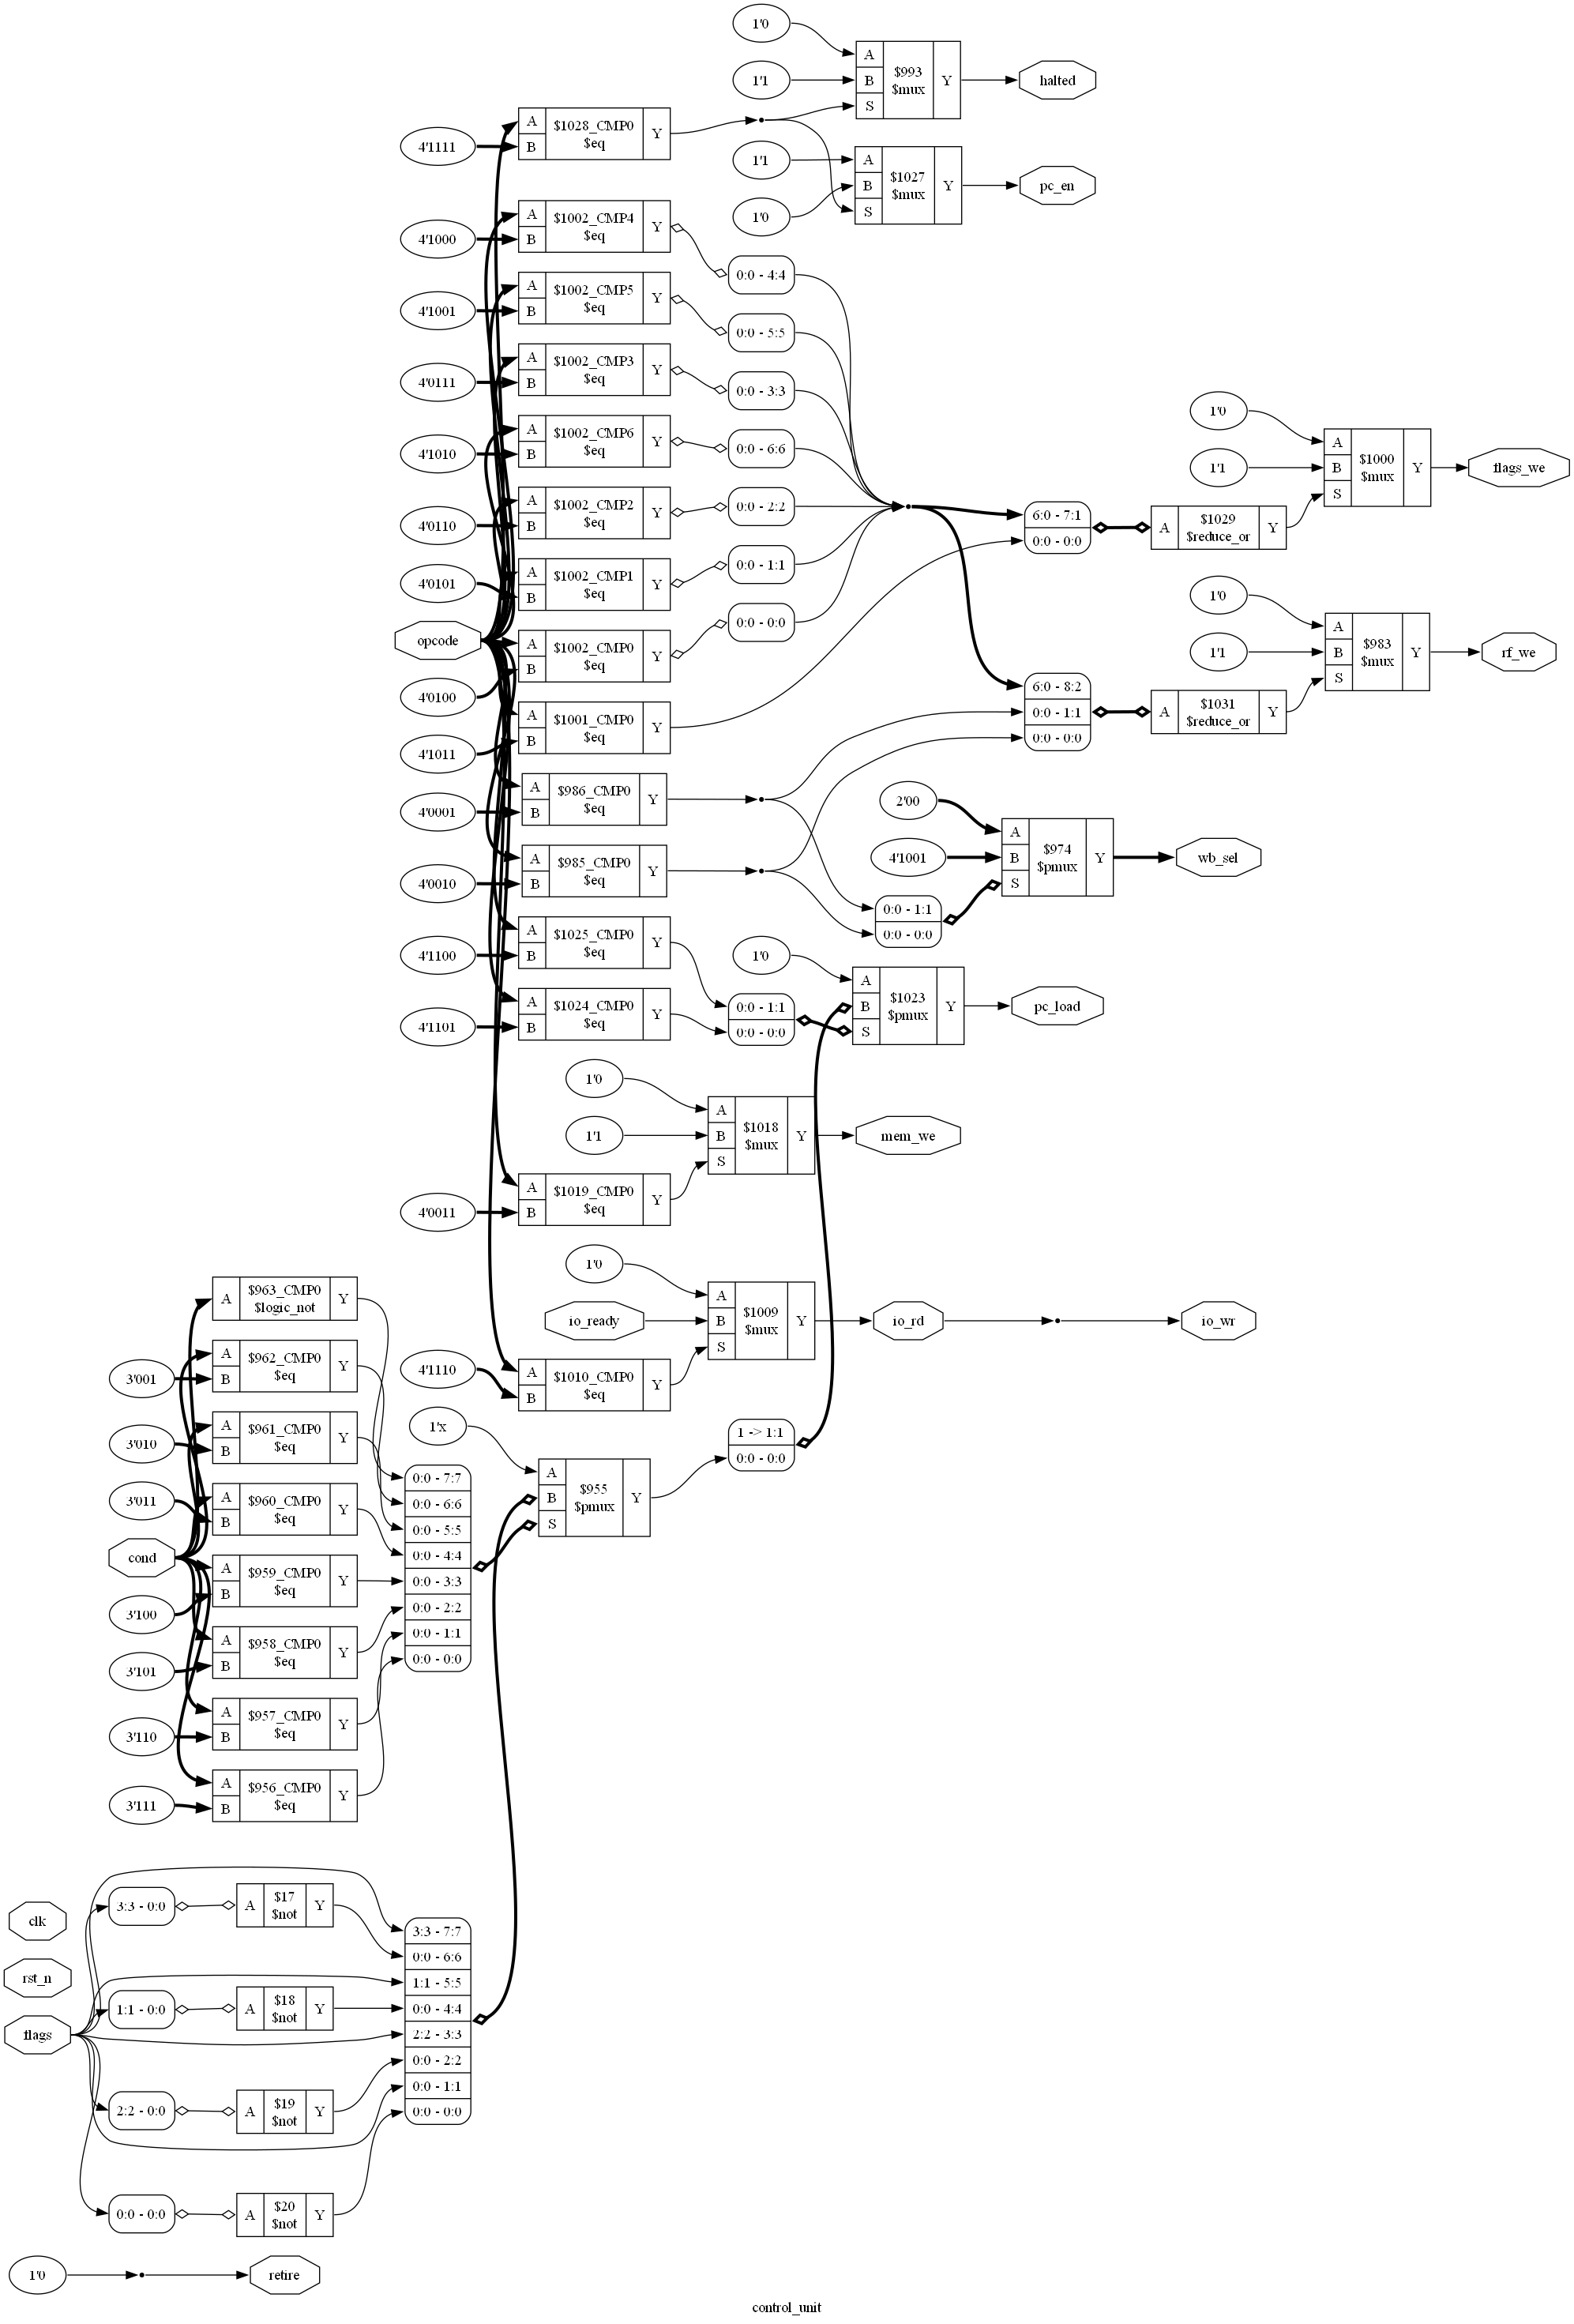 1'0
1'1
A
B
S
$993
$mux
Y
halted
4'1111
A
B
$1028_CMP0
$eq
Y
1'1
1'0
A
B
S
$1027
$mux
Y
pc_en
4'1000
A
B
$1002_CMP4
$eq
Y
0:0 - 4:4
4'1001
A
B
$1002_CMP5
$eq
Y
0:0 - 5:5
4'0111
A
B
$1002_CMP3
$eq
Y
0:0 - 3:3
4'1010
A
B
$1002_CMP6
$eq
Y
0:0 - 6:6
4'0110
A
B
$1002_CMP2
$eq
Y
0:0 - 2:2
4'0101
A
B
$1002_CMP1
$eq
Y
0:0 - 1:1
opcode
4'0100
A
B
$1002_CMP0
$eq
Y
0:0 - 0:0
6:0 - 7:1
0:0 - 0:0
A
$1029
$reduce_or
Y
1'0
1'1
A
B
S
$1000
$mux
Y
flags_we
4'1011
A
B
$1001_CMP0
$eq
Y
6:0 - 8:2
0:0 - 1:1
0:0 - 0:0
A
$1031
$reduce_or
Y
1'0
1'1
A
B
S
$983
$mux
Y
rf_we
4'0001
A
B
$986_CMP0
$eq
Y
4'0010
A
B
$985_CMP0
$eq
Y
0:0 - 1:1
0:0 - 0:0
2'00
4'1001
A
B
S
$974
$pmux
Y
wb_sel
4'1100
A
B
$1025_CMP0
$eq
Y
4'1101
A
B
$1024_CMP0
$eq
Y
0:0 - 1:1
0:0 - 0:0
1'0
A
B
S
$1023
$pmux
Y
pc_load
1'0
1'1
A
B
S
$1018
$mux
Y
mem_we
4'0011
A
B
$1019_CMP0
$eq
Y
1'0
io_ready
A
B
S
$1009
$mux
Y
io_rd
io_wr
4'1110
A
B
$1010_CMP0
$eq
Y
1'x
A
B
S
$955
$pmux
Y
1 -> 1:1
0:0 - 0:0
A
$963_CMP0
$logic_not
Y
3'001
A
B
$962_CMP0
$eq
Y
3'010
A
B
$961_CMP0
$eq
Y
3'011
A
B
$960_CMP0
$eq
Y
cond
3'100
A
B
$959_CMP0
$eq
Y
3'101
A
B
$958_CMP0
$eq
Y
3'110
A
B
$957_CMP0
$eq
Y
3'111
A
B
$956_CMP0
$eq
Y
0:0 - 7:7
0:0 - 6:6
0:0 - 5:5
0:0 - 4:4
0:0 - 3:3
0:0 - 2:2
0:0 - 1:1
0:0 - 0:0
clk
rst_n
flags
3:3 - 0:0
A
$17
$not
Y
1:1 - 0:0
A
$18
$not
Y
2:2 - 0:0
A
$19
$not
Y
0:0 - 0:0
A
$20
$not
Y
3:3 - 7:7
0:0 - 6:6
1:1 - 5:5
0:0 - 4:4
2:2 - 3:3
0:0 - 2:2
0:0 - 1:1
0:0 - 0:0
1'0
retire
control_unit